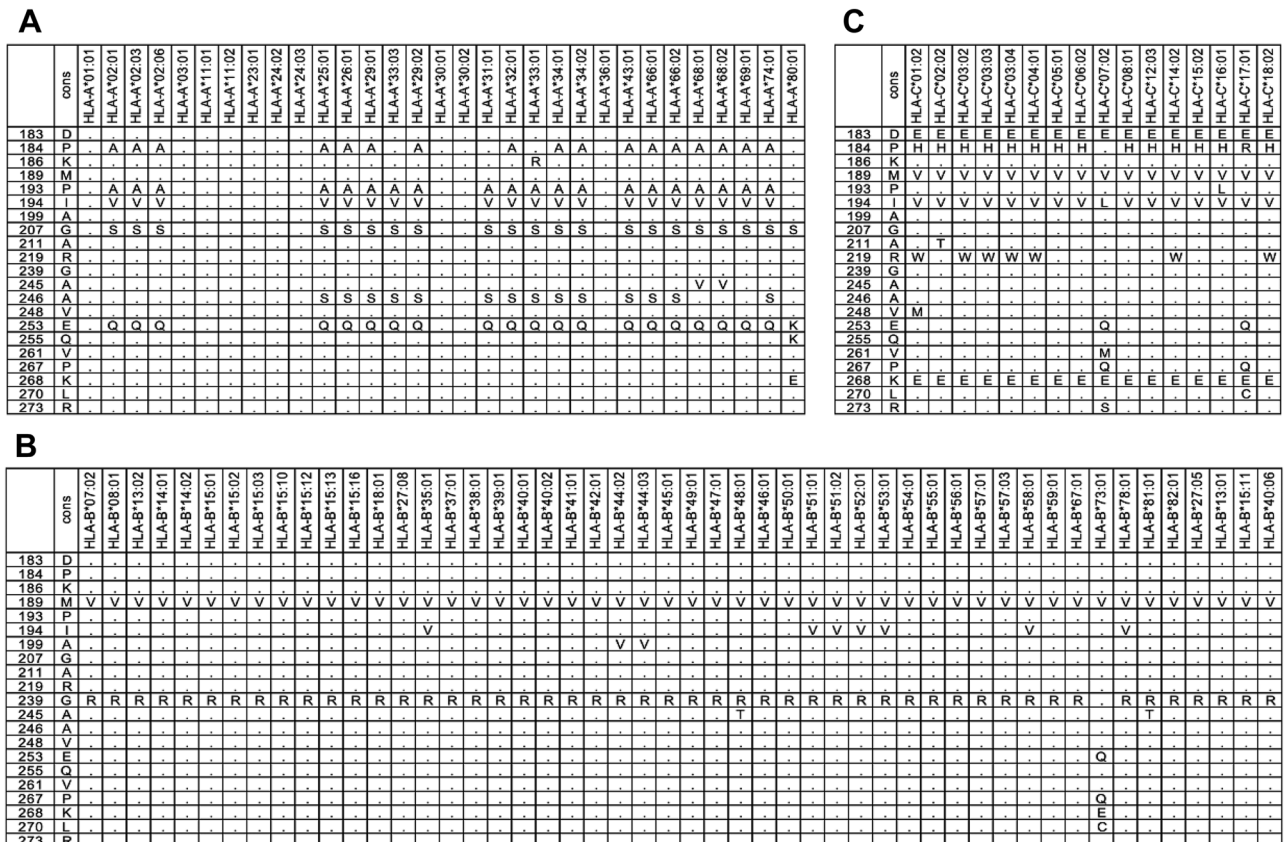 A
cons HLA-A*01:01 HLA-A*02:01 HLA-A*02:03 HLA-A*02:06 HLA-A*03:01 HLA-A*11:01 HLA-A*11:02 HLA-A*23:01 HLA-A*24:02 HLA-A*24:03 HLA-A*25:01 HLA-A*26:01 HLA-A*29:01 HLA-A*33:03 HLA-A*29:02 HLA-A*30:01 HLA-A*30:02 HLA-A*31:01 HLA-A*32:01 HLA-A*33:01 HLA-A*34:01 HLA-A*34:02 HLA-A*36:01 HLA-A*43:01 HLA-A*66:01 HLA-A*66:02 HLA-A*68:01 HLA-A*68:02 HLA-A*69:01 HLA-A*74:01 HLA-A*80:01
183 D . . . . . . . . . . . . . . . . . . . . . . . . . . . . . . .
184 P . A A A . . . . . . A A A . A . . . A . A A . A A A A A A A .
186 K . . . . . . . . . . . . . . . . . . . R . . . . . . . . . . .
189 M . . . . . . . . . . . . . . . . . . . . . . . . . . . . . . .
193 P . A A A . . . . . . A A A A A . . A A A A A . A A A A A A A .
194 I . V V V . . . . . . V V V V V . . V V V V V . V V V V V V V .
199 A . . . . . . . . . . . . . . . . . . . . . . . . . . . . . . .
207 G . S S S . . . . . . S S S S S . . S S S S S . S S S S S S S S
211 A . . . . . . . . . . . . . . . . . . . . . . . . . . . . . . .
219 R . . . . . . . . . . . . . . . . . . . . . . . . . . . . . . .
239 G . . . . . . . . . . . . . . . . . . . . . . . . . . . . . . .
245 A . . . . . . . . . . . . . . . . . . . . . . . . . . V V . . .
246 A . . . . . . . . . . S S S S S . . S S S S S . S S S . . . S .
248 V . . . . . . . . . . . . . . . . . . . . . . . . . . . . . . .
253 E . Q Q Q . . . . . . Q Q Q Q Q . . Q Q Q Q Q . Q Q Q Q Q Q Q K
255 Q . . . . . . . . . . . . . . . . . . . . . . . . . . . . . . K
261 V . . . . . . . . . . . . . . . . . . . . . . . . . . . . . . .
267 P . . . . . . . . . . . . . . . . . . . . . . . . . . . . . . .
268 K . . . . . . . . . . . . . . . . . . . . . . . . . . . . . . E
270 L . . . . . . . . . . . . . . . . . . . . . . . . . . . . . . .
273 R . . . . . . . . . . . . . . . . . . . . . . . . . . . . . . .
C
cons HLA-C*01:02 HLA-C*02:02 HLA-C*03:02 HLA-C*03:03 HLA-C*03:04 HLA-C*04:01 HLA-C*05:01 HLA-C*06:02 HLA-C*07:02 HLA-C*08:01 HLA-C*12:03 HLA-C*14:02 HLA-C*15:02 HLA-C*16:01 HLA-C*17:01 HLA-C*18:02
183 D E E E E E E E E E E E E E E E E
184 P H H H H H H H H . H H H H H R H
186 K . . . . . . . . . . . . . . . .
189 M V V V V V V V V V V V V V V V V
193 P . . . . . . . . . . . . . L . .
194 I V V V V V V V V L V V V V V V V
199 A . . . . . . . . . . . . . . . .
207 G . . . . . . . . . . . . . . . .
211 A . T . . . . . . . . . . . . . .
219 R W . W W W W . . . . . W . . . W
239 G . . . . . . . . . . . . . . . .
245 A . . . . . . . . . . . . . . . .
246 A . . . . . . . . . . . . . . . .
248 V M . . . . . . . . . . . . . . .
253 E . . . . . . . . Q . . . . . Q .
255 Q . . . . . . . . . . . . . . . .
261 V . . . . . . . . M . . . . . . .
267 P . . . . . . . . Q . . . . . Q .
268 K E E E E E E E E E E E E E E E E
270 L . . . . . . . . . . . . . . C .
273 R . . . . . . . . S . . . . . . .
B
cons HLA-B*07:02 HLA-B*08:01 HLA-B*13:02 HLA-B*14:01 HLA-B*14:02 HLA-B*15:01 HLA-B*15:02 HLA-B*15:03 HLA-B*15:10 HLA-B*15:12 HLA-B*15:13 HLA-B*15:16 HLA-B*18:01 HLA-B*27:08 HLA-B*35:01 HLA-B*37:01 HLA-B*38:01 HLA-B*39:01 HLA-B*40:01 HLA-B*40:02 HLA-B*41:01 HLA-B*42:01 HLA-B*44:02 HLA-B*44:03 HLA-B*45:01 HLA-B*49:01 HLA-B*47:01 HLA-B*48:01 HLA-B*46:01 HLA-B*50:01 HLA-B*51:01 HLA-B*51:02 HLA-B*52:01 HLA-B*53:01 HLA-B*54:01 HLA-B*55:01 HLA-B*56:01 HLA-B*57:01 HLA-B*57:03 HLA-B*58:01 HLA-B*59:01 HLA-B*67:01 HLA-B*73:01 HLA-B*78:01 HLA-B*81:01 HLA-B*82:01 HLA-B*27:05 HLA-B*13:01 HLA-B*15:11 HLA-B*40:06
183 D . . . . . . . . . . . . . . . . . . . . . . . . . . . . . . . . . . . . . . . . . . . . . . . . . .
184 P . . . . . . . . . . . . . . . . . . . . . . . . . . . . . . . . . . . . . . . . . . . . . . . . . .
186 K . . . . . . . . . . . . . . . . . . . . . . . . . . . . . . . . . . . . . . . . . . . . . . . . . .
189 M V V V V V V V V V V V V V V V V V V V V V V V V V V V V V V V V V V V V V V V V V V V V V V V V V V
193 P . . . . . . . . . . . . . . . . . . . . . . . . . . . . . . . . . . . . . . . . . . . . . . . . . .
194 I . . . . . . . . . . . . . . V . . . . . . . . . . . . . . . V V V V . . . . . V . . . V . . . . . .
199 A . . . . . . . . . . . . . . . . . . . . . . V V . . . . . . . . . . . . . . . . . . . . . . . . . .
207 G . . . . . . . . . . . . . . . . . . . . . . . . . . . . . . . . . . . . . . . . . . . . . . . . . .
211 A . . . . . . . . . . . . . . . . . . . . . . . . . . . . . . . . . . . . . . . . . . . . . . . . . .
219 R . . . . . . . . . . . . . . . . . . . . . . . . . . . . . . . . . . . . . . . . . . . . . . . . . .
239 G R R R R R R R R R R R R R R R R R R R R R R R R R R R R R R R R R R R R R R R R R R . R R R R R R R
245 A . . . . . . . . . . . . . . . . . . . . . . . . . . . T . . . . . . . . . . . . . . . . T . . . . .
246 A . . . . . . . . . . . . . . . . . . . . . . . . . . . . . . . . . . . . . . . . . . . . . . . . . .
248 V . . . . . . . . . . . . . . . . . . . . . . . . . . . . . . . . . . . . . . . . . . . . . . . . . .
253 E . . . . . . . . . . . . . . . . . . . . . . . . . . . . . . . . . . . . . . . . . . Q . . . . . . .
255 Q . . . . . . . . . . . . . . . . . . . . . . . . . . . . . . . . . . . . . . . . . . . . . . . . . .
261 V . . . . . . . . . . . . . . . . . . . . . . . . . . . . . . . . . . . . . . . . . . . . . . . . . .
267 P . . . . . . . . . . . . . . . . . . . . . . . . . . . . . . . . . . . . . . . . . . Q . . . . . . .
268 K . . . . . . . . . . . . . . . . . . . . . . . . . . . . . . . . . . . . . . . . . . E . . . . . . .
270 L . . . . . . . . . . . . . . . . . . . . . . . . . . . . . . . . . . . . . . . . . . C . . . . . . .
273 R